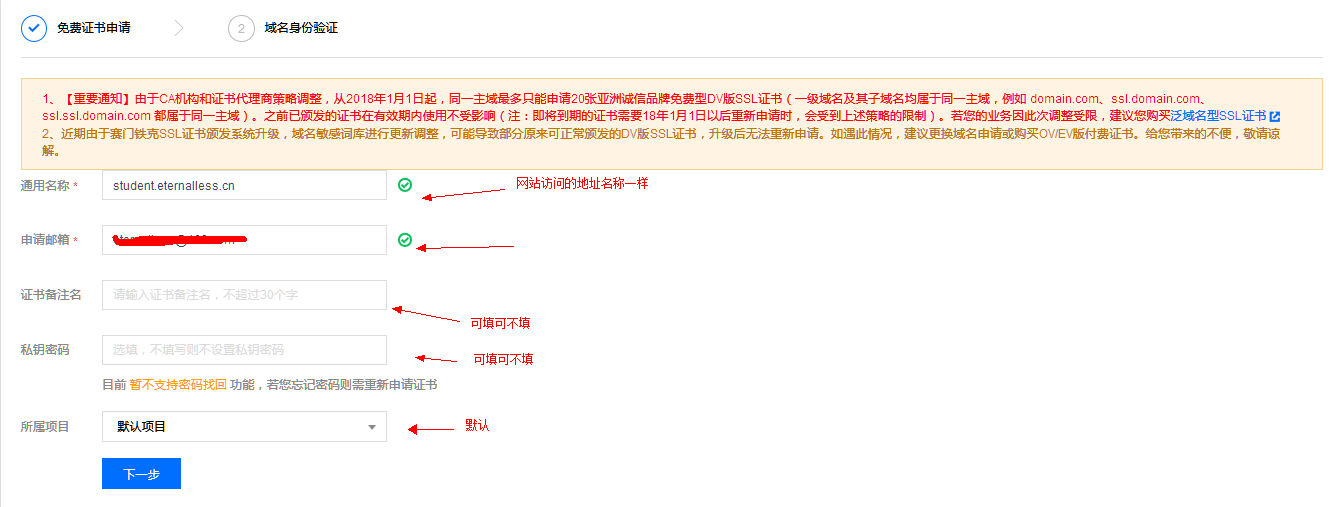 免费证书申请
2 域名身份验证
1、【重要通知】由于CA机构和证书代理商策略调整，从2018年1月1日起，同一主域最多只能申请20张亚洲诚信品牌免费型DV版SSL证书（一级域名及其子域名均属于同一主域，例如 domain.com、ssl.domain.com、
ssl.ssl.domain.com 都属于同一主域）。之前已颁发的证书在有效期内使用不受影响（注：即将到期的证书需要18年1月1日以后重新申请时，会受到上述策略的限制）。若您的业务因此次调整受限，建议您购买泛域名型SSL证书
2、近期由于赛门铁克SSL证书颁发系统升级，域名敏感词库进行更新调整，可能导致部分原来可正常颁发的DV版SSL证书，升级后无法重新申请。如遇此情况，建议更换域名申请或购买OV/EV版付费证书。给您带来的不便，敬请谅
解。
通用名称 * student.eternalless.cn 网站访问的地址名称一样
申请邮箱 *
证书备注名 请输入证书备注名，不超过30个字
可填可不填
私钥密码 选填，不填写则不设置私钥密码 可填可不填
目前 暂不支持密码找回 功能，若您忘记密码则需重新申请证书
所属项目 默认项目 默认
下一步